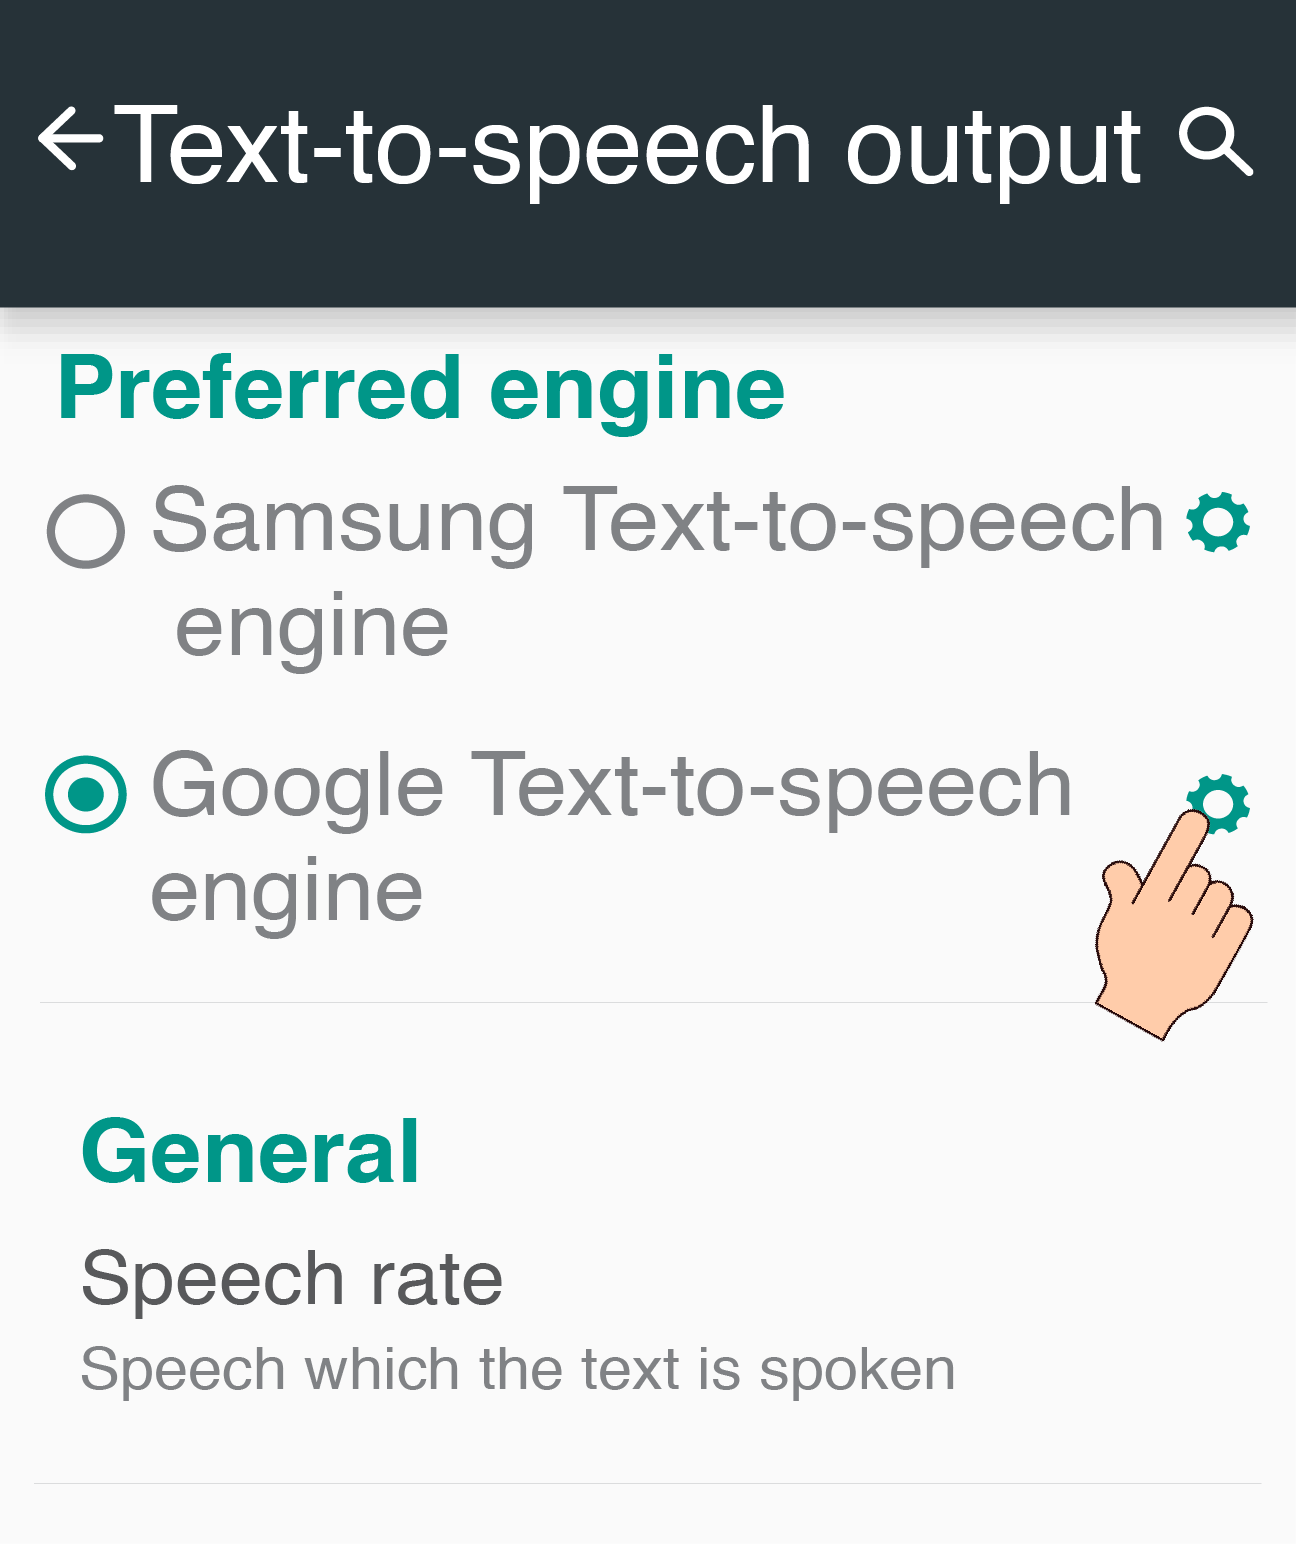 Text-to-speech output
Preferred engine
Samsung Text-to-speech
engine
Google Text-to-speech
engine
General
Speech rate
Speech which the text is spoken